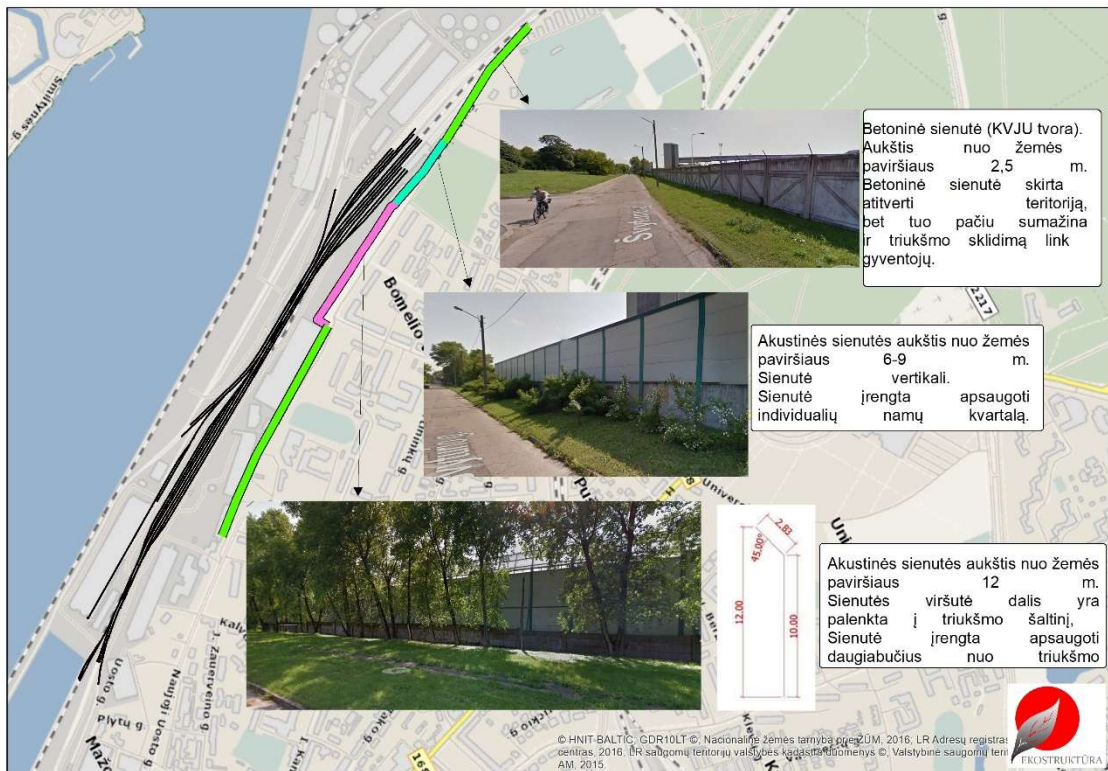 Smiltynės g.
g.
Betoninė sienutė (KVJU tvora).
Aukštis nuo žemės
paviršiaus 2,5 m.
Betoninė sienutė skirta
atitverti teritoriją,
bet tuo pačiu sumažina
ir triukšmo sklidimą link
gyventojų.
2217
Bomelio
Akustinės sienutės aukštis nuo žemės
paviršiaus 6-9 m.
Sienutė vertikali.
Sienutė įrengta apsaugoti
individualių namų kvartalą.
2.83
45.00°
12.00
10.00
Akustinės sienutės aukštis nuo žemės
paviršiaus 12 m.
Sienutės viršutė dalis yra
palenkta į triukšmo šaltinį,
Sienutė įrengta apsaugoti
daugiabučius nuo triukšmo
Uosto g.
Plytų g.
Naujoji Uosto g.
J. Zauerveino g.
© HNIT-BALTIC, GDR10LT ©, Nacionalinė žemės tarnyba prie ŽŪM, 2016, LR Adresų registras
centras, 2016. LR saugomų teritorijų valstybės kadastra duomenys ©, Valstybinė saugomų
AM, 2015.
EKOSTRUKTŪRA